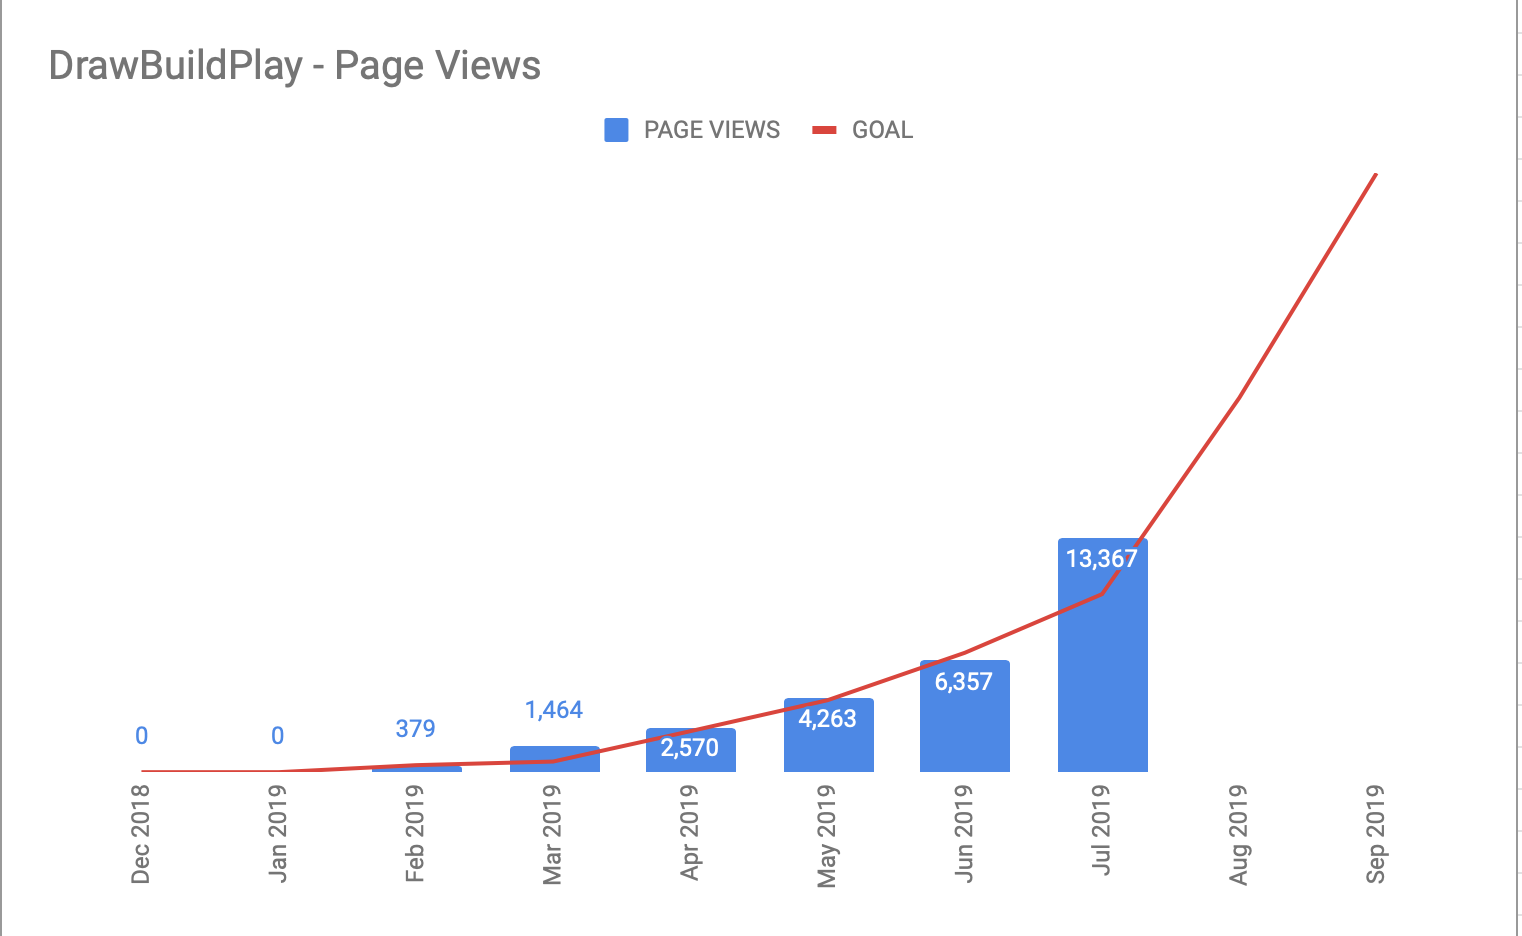 DrawBuildPlay - Page Views
PAGE VIEWS GOAL
13,367
6,357
1,464
4,263
379
0 0
2,570
Dec 2018
Jan 2019
Feb 2019
Mar 2019
Apr 2019
May 2019
Jun 2019
Jul 2019
Aug 2019
Sep 2019